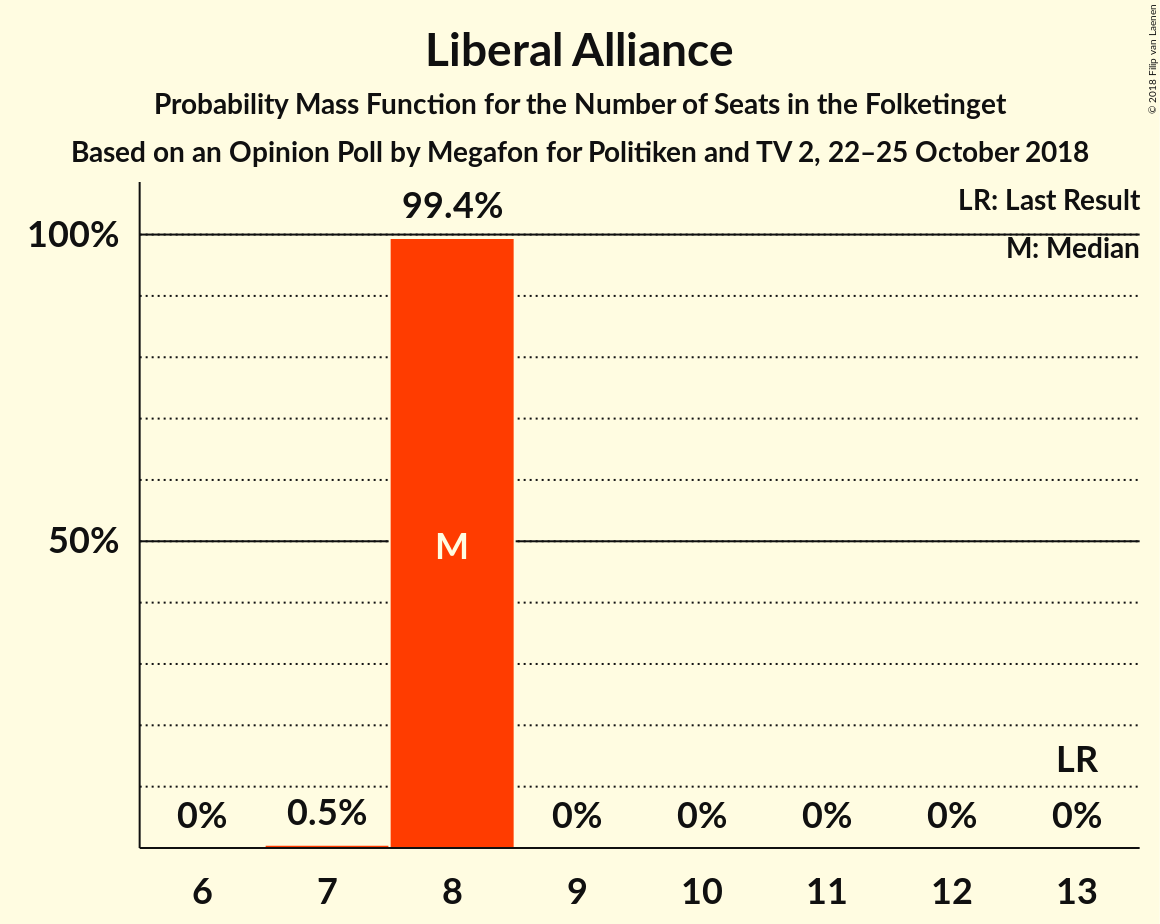 Liberal Alliance
Probability Mass Function for the Number of Seats in the Folketinget
Based on an Opinion Poll by Megafon for Politiken and TV 2, 22–25 October 2018
© 2018 Filip van Laenen
LR: Last Result
M: Median
99.4%
100%
50%
M
LR
0% 0.5% 0% 0% 0% 0% 0%
6 7 8 9 10 11 12 13